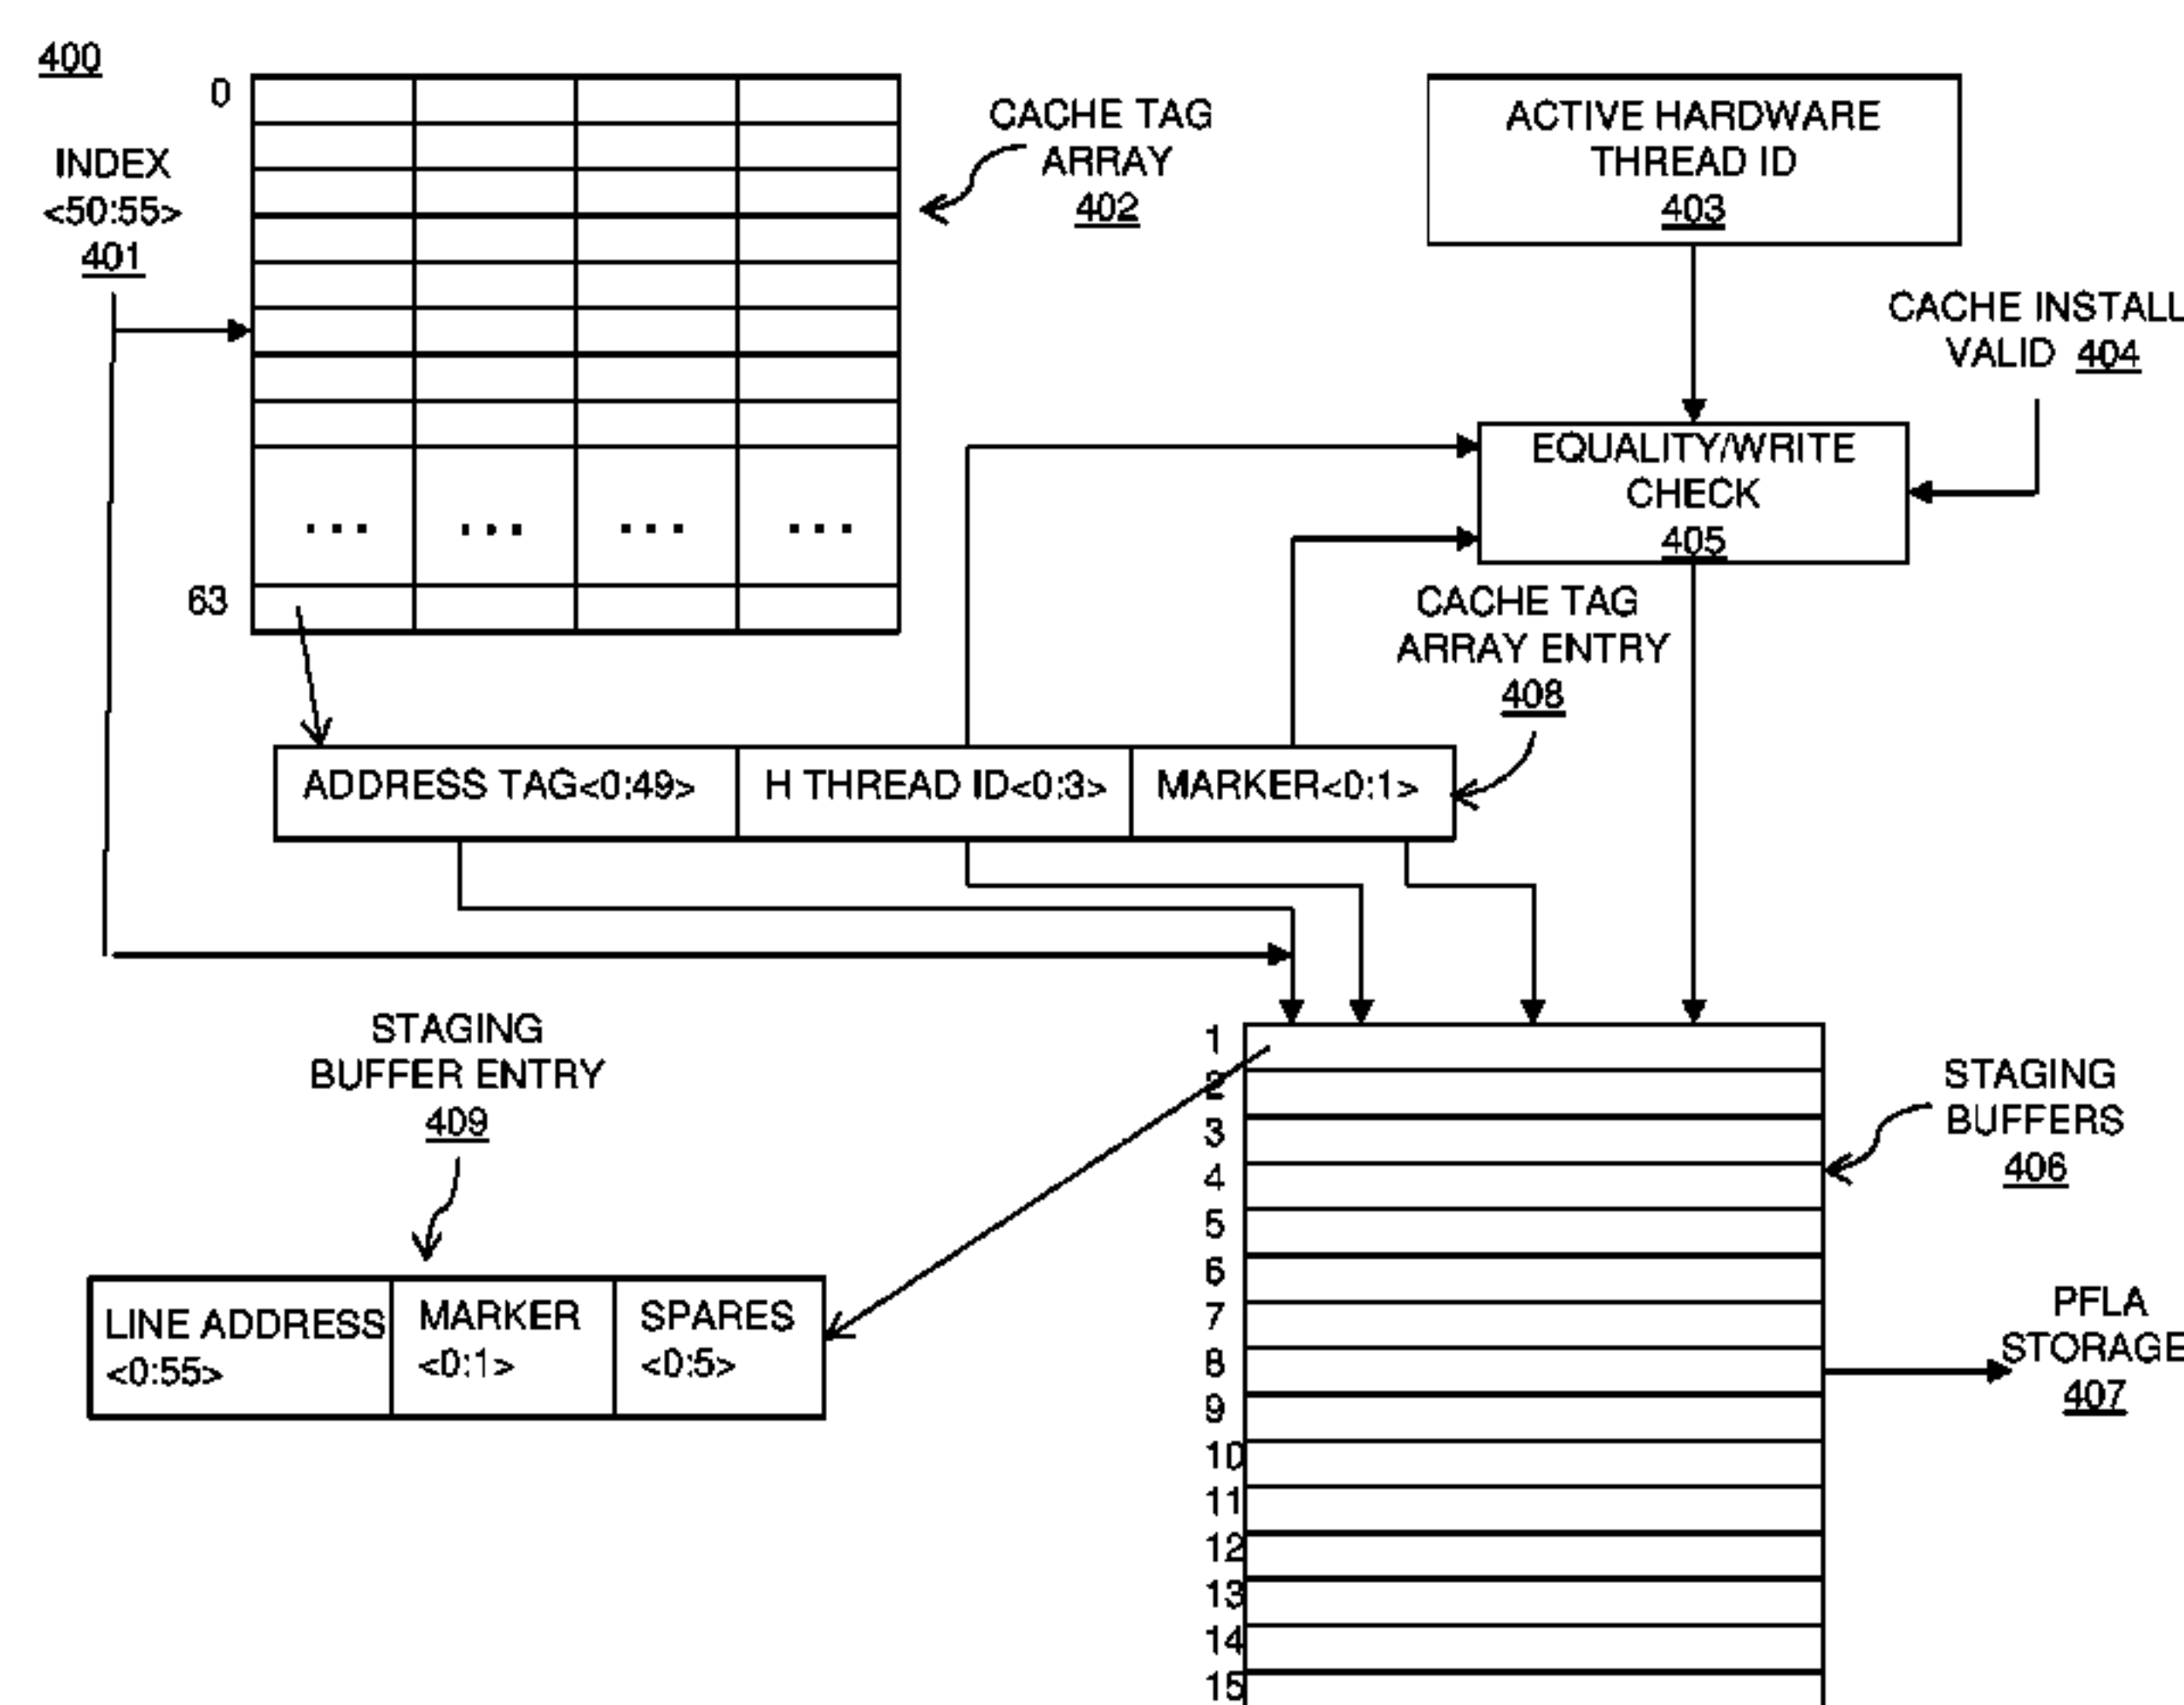 400
0
INDEX
<50:55>
401
CACHE TAG
ARRAY
402
ACTIVE HARDWARE
THREAD ID
403
CACHE INSTALL
VALID 404
EQUALITY/WRITE
CHECK
405
... ... ... ...
63
CACHE TAG
ARRAY ENTRY
408
ADDRESS TAG<0:49> H THREAD ID<0:3> MARKER<0:1>
STAGING
BUFFER ENTRY
409
LINE ADDRESS
<0:55>
MARKER
<0:1>
SPARES
<0:5>
1
2
3
4
5
6
7
8
9
10
11
12
13
14
15
STAGING
BUFFERS
406
PFLA
STORAGE
407